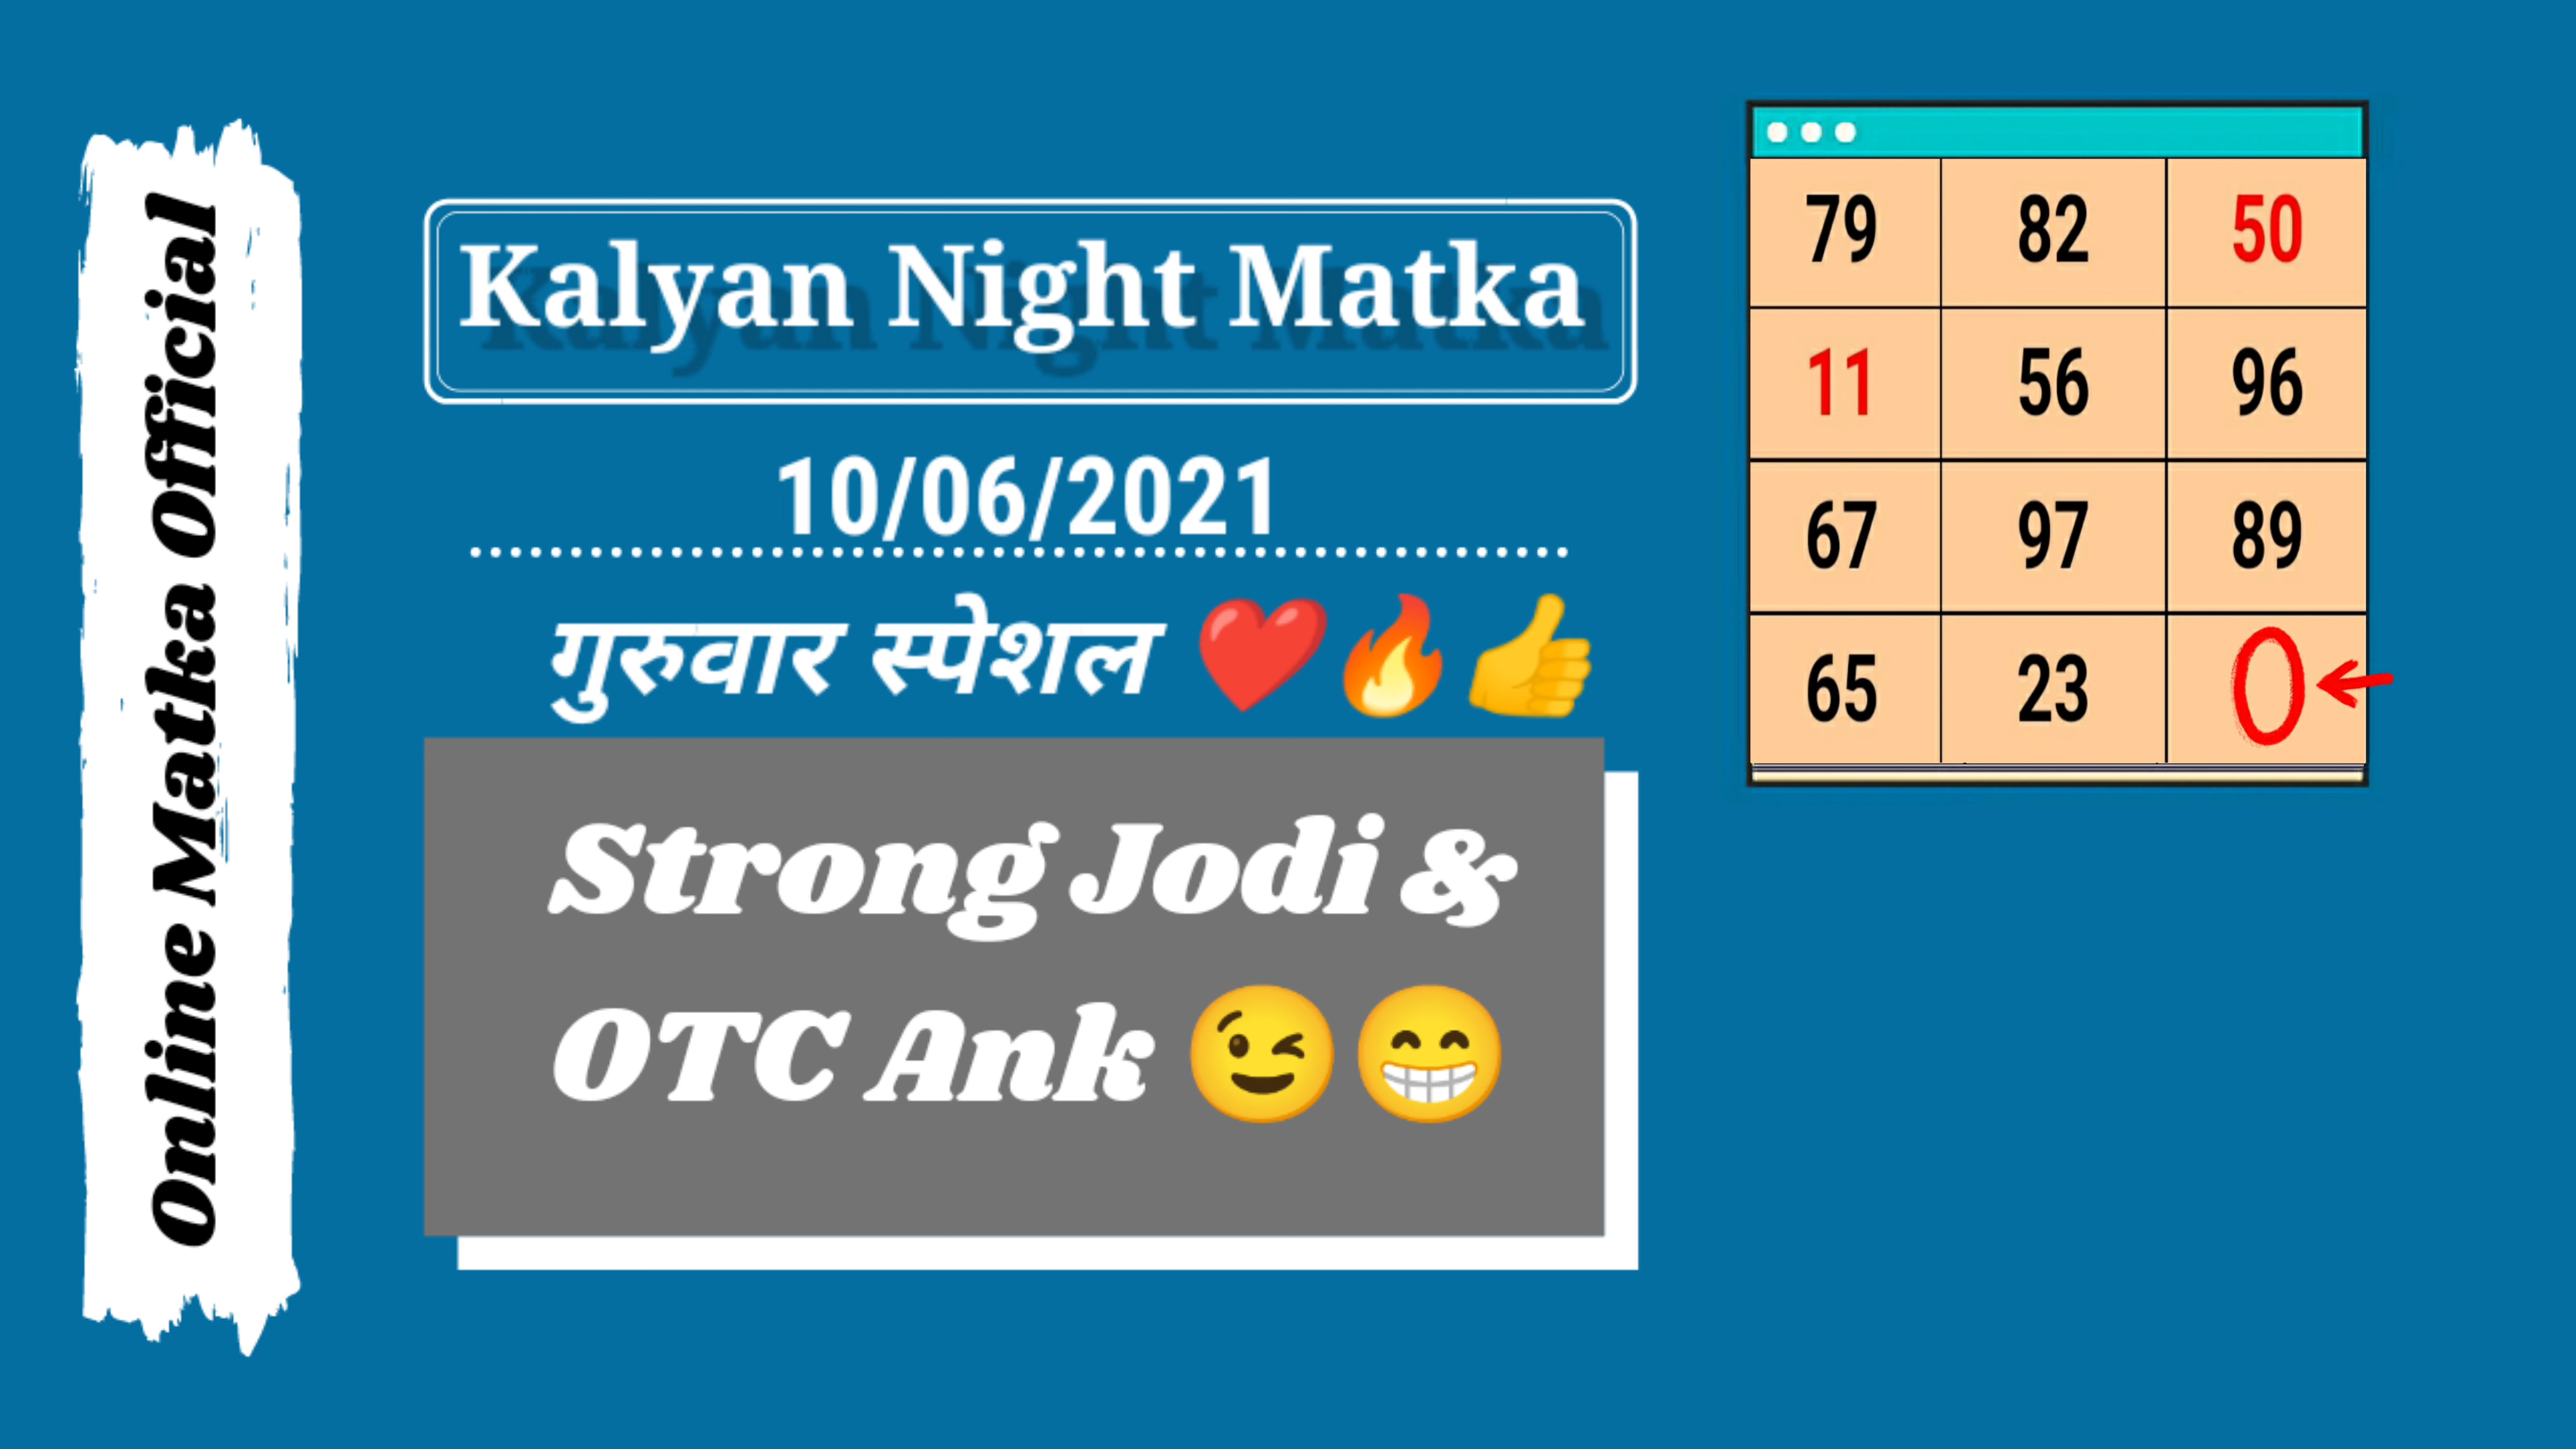 Online Matka Official
Kalyan Night Matka
10/06/2021
गुरुवार स्पेशल ❤️🔥👍
Strong Jodi &
OTC Ank 😉😁
79 82 50
11 56 96
67 97 89
65 23